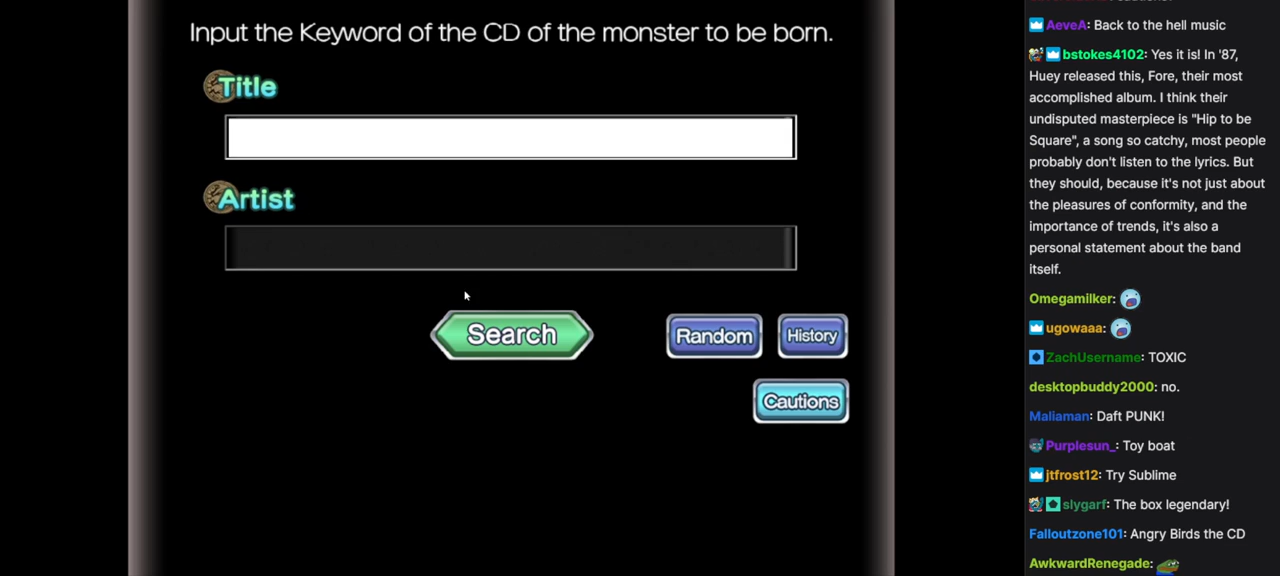 Input the Keyword of the CD of the monster to be born.
Title
Artist
Search
Random
History
Cautions
AeveA: Back to the hell music
bstokes4102: Yes it is! In '87,
Huey released this, Fore, their most
accomplished album. I think their
undisputed masterpiece is "Hip to be
Square", a song so catchy, most people
probably don't listen to the lyrics. But
they should, because it's not just about
the pleasures of conformity, and the
importance of trends, it's also a
personal statement about the band
itself.
Omegamilker:
ugowaaa:
ZachUsername: TOXIC
desktopbuddy2000: no.
Maliaman: Daft PUNK!
Purplesun_: Toy boat
jtfrost12: Try Sublime
slygarf: The box legendary!
Falloutzone101: Angry Birds the CD
AwkwardRenegade: